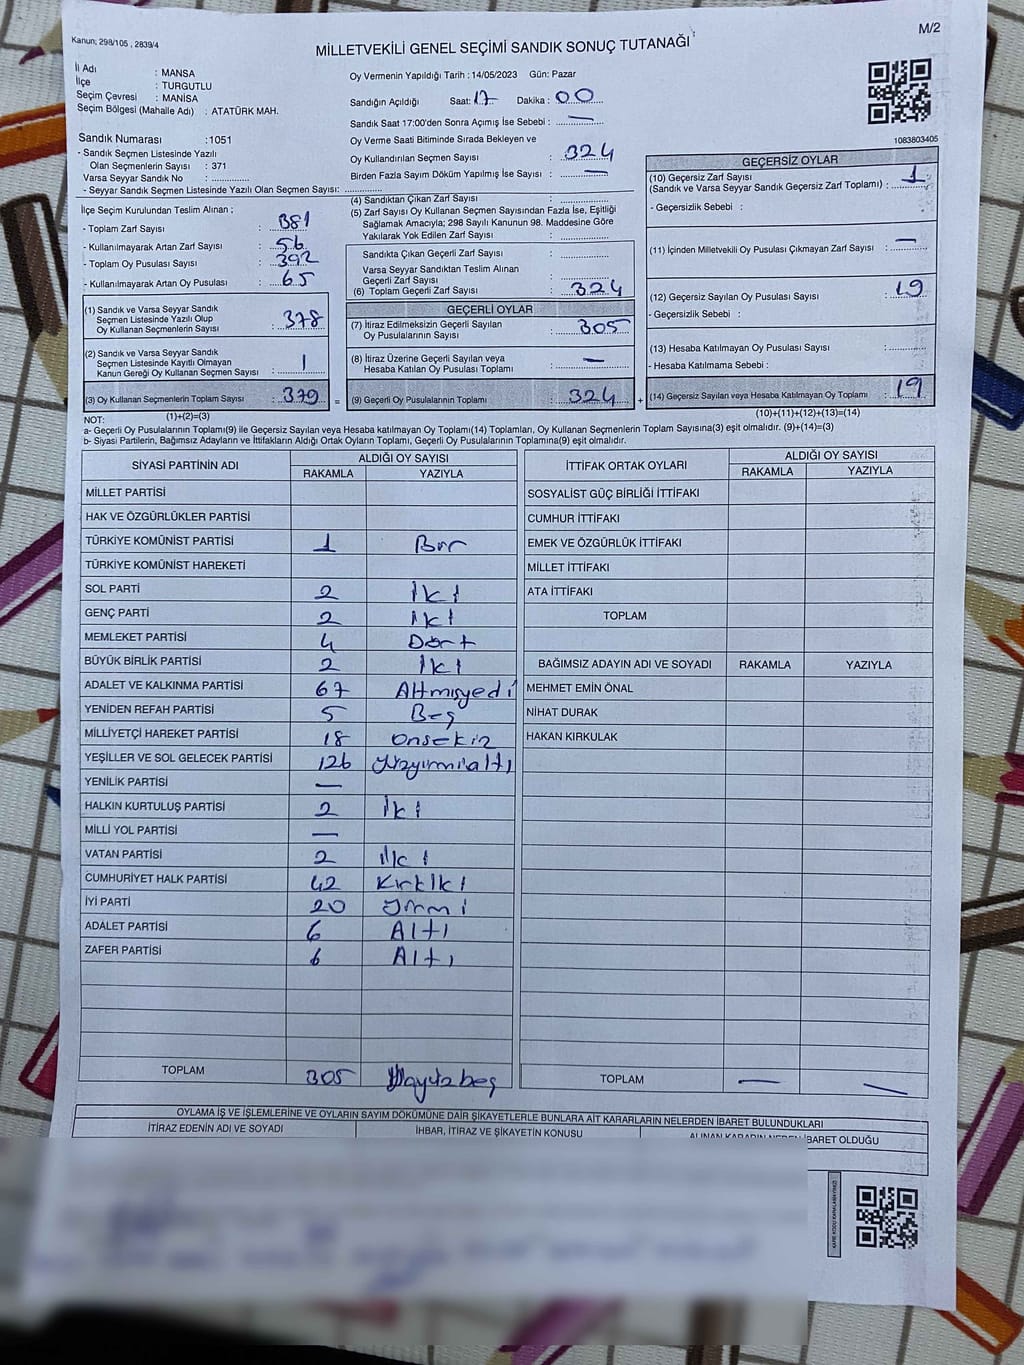 Kanun; 298/105 , 2839/4
M/2
MİLLETVEKİLİ GENEL SEÇİMİ SANDIK SONUÇ TUTANAĞI
İl Adı : MANSA
İlçe : TURGUTLU
Seçim Çevresi : MANİSA
Seçim Bölgesi (Mahalle Adı) : ATATÜRK MAH.
Oy Vermenin Yapıldığı Tarih : 14/05/2023 Gün: Pazar
Sandığın Açıldığı Saat: 17 Dakika : 00
Sandık Saat 17:00'den Sonra Açımış İse Sebebi : —
Sandık Numarası :1051
- Sandık Seçmen Listesinde Yazılı
Olan Seçmenlerin Sayısı : 371
Varsa Seyyar Sandık No : ..............
- Seyyar Sandık Seçmen Listesinde Yazılı Olan Seçmen Sayısı: ..............
Oy Verme Saati Bitiminde Sırada Bekleyen ve
Oy Kullandırılan Seçmen Sayısı : 324
Birden Fazla Sayım Döküm Yapılmış İse Sayısı : —
1083803405
İlçe Seçim Kurulundan Teslim Alınan ;
- Toplam Zarf Sayısı : 381
- Kullanılmayarak Artan Zarf Sayısı : 56
- Toplam Oy Pusulası Sayısı : 392
- Kullanılmayarak Artan Oy Pusulası : 65
(1) Sandık ve Varsa Seyyar Sandık
Seçmen Listesinde Yazılı Olup
Oy Kullanan Seçmenlerin Sayısı : 378
(2) Sandık ve Varsa Seyyar Sandık
Seçmen Listesinde Kayıtlı Olmayan
Kanun Gereği Oy Kullanan Seçmen Sayısı : 1
(3) Oy Kullanan Seçmenlerin Toplam Sayısı : 379
=
(1)+(2)=(3)
(4) Sandıktan Çıkan Zarf Sayısı : ..............
(5) Zarf Sayısı Oy Kullanan Seçmen Sayısından Fazla İse, Eşitliği
Sağlamak Amacıyla; 298 Sayılı Kanunun 98. Maddesine Göre
Yakılarak Yok Edilen Zarf Sayısı : ..............
Sandıkta Çıkan Geçerli Zarf Sayısı : ..............
Varsa Seyyar Sandıktan Teslim Alınan
Geçerli Zarf Sayısı
(6) Toplam Geçerli Zarf Sayısı : 324
GEÇERLİ OYLAR
(7) İtiraz Edilmeksizin Geçerli Sayılan
Oy Pusulalarının Sayısı : 305
(8) İtiraz Üzerine Geçerli Sayılan veya
Hesaba Katılan Oy Pusulası Toplamı : —
(9) Geçerli Oy Pusulalarının Toplamı : 324
+
GEÇERSİZ OYLAR
(10) Geçersiz Zarf Sayısı
(Sandık ve Varsa Seyyar Sandık Geçersiz Zarf Toplamı) : 1
- Geçersizlik Sebebi :
(11) İçinden Milletvekili Oy Pusulası Çıkmayan Zarf Sayısı : —
(12) Geçersiz Sayılan Oy Pusulası Sayısı : 19
- Geçersizlik Sebebi :
(13) Hesaba Katılmayan Oy Pusulası Sayısı : ..............
- Hesaba Katılmama Sebebi :
(14) Geçersiz Sayılan veya Hesaba Katılmayan Oy Toplamı : 19
(10)+(11)+(12)+(13)=(14)
NOT:
a- Geçerli Oy Pusulalarının Toplamı(9) ile Geçersiz Sayılan veya Hesaba Katılmayan Oy Toplamı(14) Toplamları, Oy Kullanan Seçmenlerin Toplam Sayısına(3) eşit olmalıdır. (9)+(14)=(3)
b- Siyasi Partilerin, Bağımsız Adayların ve İttifakların Aldığı Ortak Oyların Toplamı, Geçerli Oy Pusulalarının Toplamına(9) eşit olmalıdır.
SİYASİ PARTİNİN ADI ALDIĞI OY SAYISI
RAKAMLA YAZIYLA
MİLLET PARTİSİ
HAK VE ÖZGÜRLÜKLER PARTİSİ
TÜRKİYE KOMÜNİST PARTİSİ 1 Bir
TÜRKİYE KOMÜNİST HAREKETİ
SOL PARTİ 2 İki
GENÇ PARTİ 2 İki
MEMLEKET PARTİSİ 4 Dört
BÜYÜK BİRLİK PARTİSİ 2 İki
ADALET VE KALKINMA PARTİSİ 67 Altmışyedi
YENİDEN REFAH PARTİSİ 5 Beş
MİLLİYETÇİ HAREKET PARTİSİ 18 Onsekiz
YEŞİLLER VE SOL GELECEK PARTİSİ 126
YENİLİK PARTİSİ —
HALKIN KURTULUŞ PARTİSİ 2 İki
MİLLİ YOL PARTİSİ —
VATAN PARTİSİ 2 iki
CUMHURİYET HALK PARTİSİ 42 Kırkİki
İYİ PARTİ 20
ADALET PARTİSİ 6 Altı
ZAFER PARTİSİ 6 Altı
TOPLAM 305
İTTİFAK ORTAK OYLARI ALDIĞI OY SAYISI
RAKAMLA YAZIYLA
SOSYALİST GÜÇ BİRLİĞİ İTTİFAKI
CUMHUR İTTİFAKI
EMEK VE ÖZGÜRLÜK İTTİFAKI
MİLLET İTTİFAKI
ATA İTTİFAKI
TOPLAM
BAĞIMSIZ ADAYIN ADI VE SOYADI RAKAMLA YAZIYLA
MEHMET EMİN ÖNAL
NİHAT DURAK
HAKAN KIRKULAK
TOPLAM — —
OYLAMA İŞ VE İŞLEMLERİNE VE OYLARIN SAYIM DÖKÜMÜNE DAİR ŞİKAYETLERLE BUNLARA AİT KARARLARIN NELERDEN İBARET BULUNDUKLARI
İTİRAZ EDENİN ADI VE SOYADI İHBAR, İTİRAZ VE ŞİKAYETİN KONUSU ALINAN KARARIN NEDEN İBARET OLDUĞU